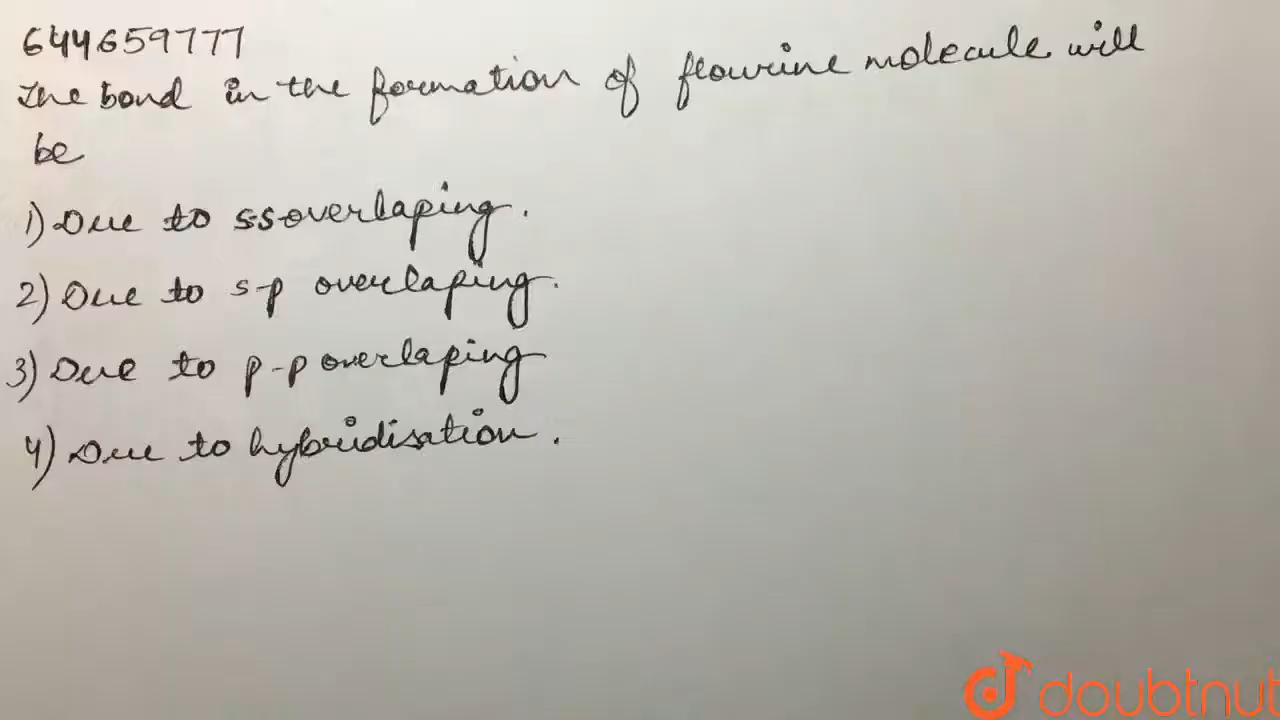 644659777
The bond in the formation of flourine molecule will
be
1) Due to s-s overlaping.
2) Due to s-p overlaping.
3) Due to p-p overlaping
4) Due to hybridisation.
doubtnut